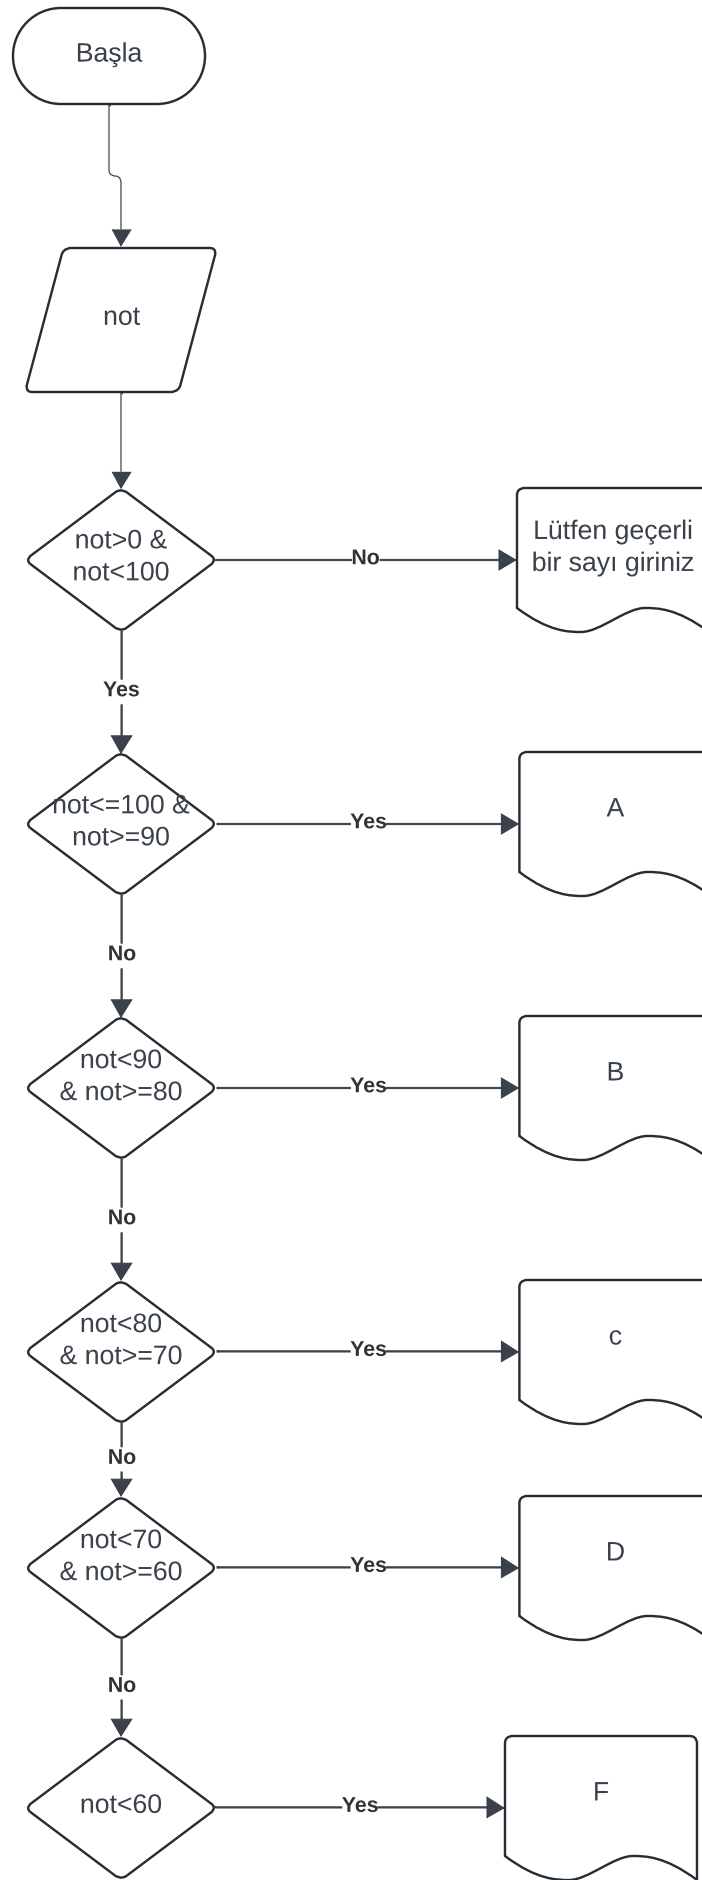 Başla
not
not>0 &
not<100
No
Lütfen geçerli
bir sayı giriniz
Yes
not<=100 &
not>=90
Yes
A
No
not<90
& not>=80
Yes
B
No
not<80
& not>=70
Yes
c
No
not<70
& not>=60
Yes
D
No
not<60
Yes
F